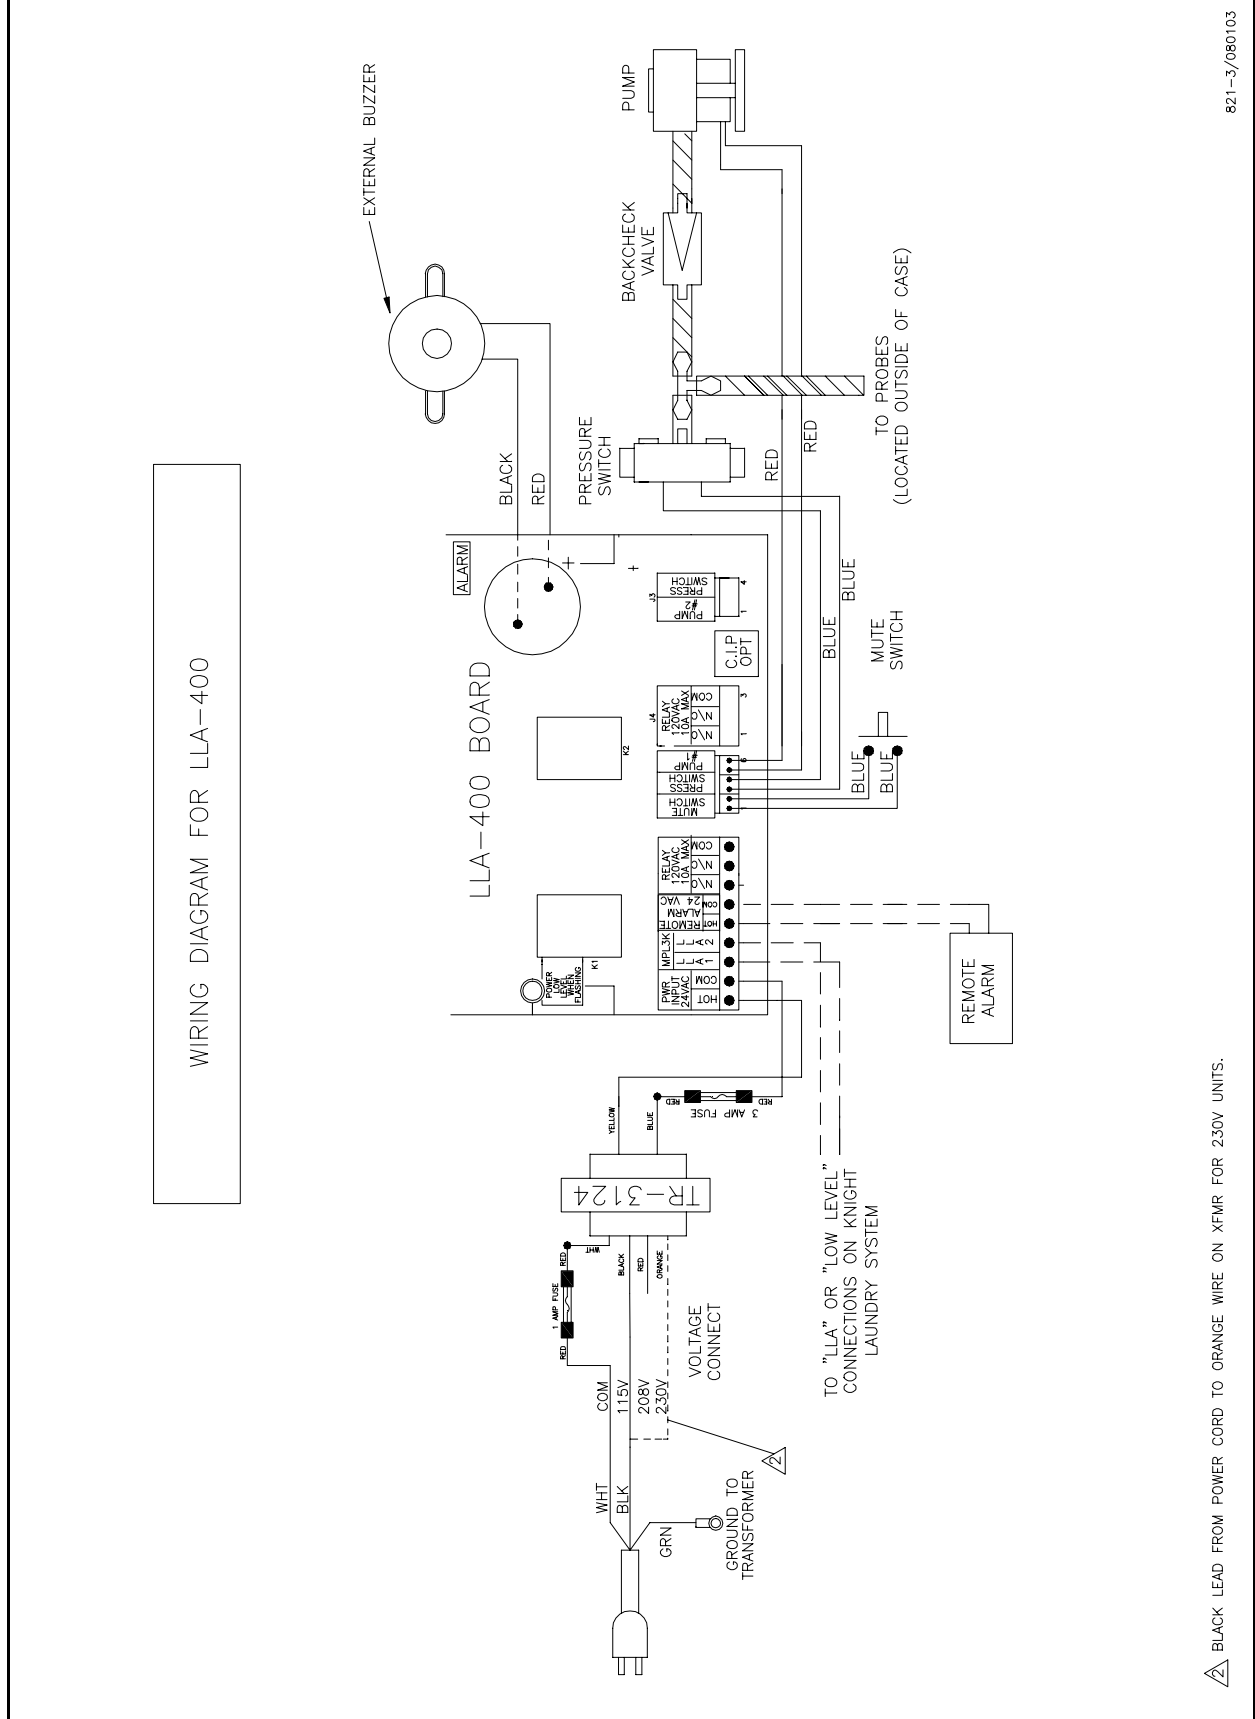 WIRING DIAGRAM FOR LLA-400
EXTERNAL BUZZER
BLACK
RED
ALARM
LLA-400 BOARD
K2
K1
POWER
LOW
LEVEL
WHEN
FLASHING
PUMP
BACKCHECK
VALVE
PRESSURE
SWITCH
TO PROBES
(LOCATED OUTSIDE OF CASE)
RED
RED
BLUE
BLUE
J3
PUMP
#2
PRESS
SWITCH
1
4
C.I.P
OPT
J4
RELAY
120VAC
10A MAX
N/O
N/C
COM
1
3
MUTE
SWITCH
PRESS
SWITCH
PUMP
#1
1
6
MUTE
SWITCH
BLUE
BLUE
PWR
INPUT
24VAC
HOT
COM
MPL3K
L L A 1
L L A 2
REMOTE
ALARM
24 VAC
HOT
COM
RELAY
120VAC
10A MAX
N/O
N/C
COM
REMOTE
ALARM
YELLOW
BLUE
RED
3 AMP FUSE
RED
TR-3124
WHT
BLACK
RED
ORANGE
RED
1 AMP FUSE
RED
COM
115V
208V
230V
VOLTAGE
CONNECT
TO "LLA" OR "LOW LEVEL"
CONNECTIONS ON KNIGHT
LAUNDRY SYSTEM
WHT
BLK
GRN
GROUND TO
TRANSFORMER
2
2 BLACK LEAD FROM POWER CORD TO ORANGE WIRE ON XFMR FOR 230V UNITS.
821-3/080103